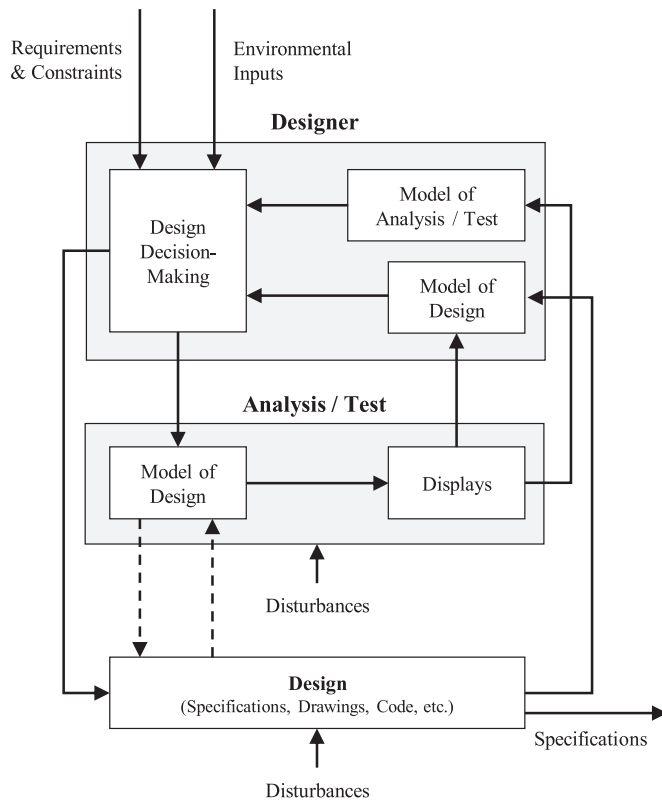 Requirements
& Constraints
Environmental
Inputs
Designer
Design
Decision-
Making
Model of
Analysis / Test
Model of
Design
Analysis / Test
Model of
Design
Displays
Disturbances
Design
(Specifications, Drawings, Code, etc.)
Specifications
Disturbances